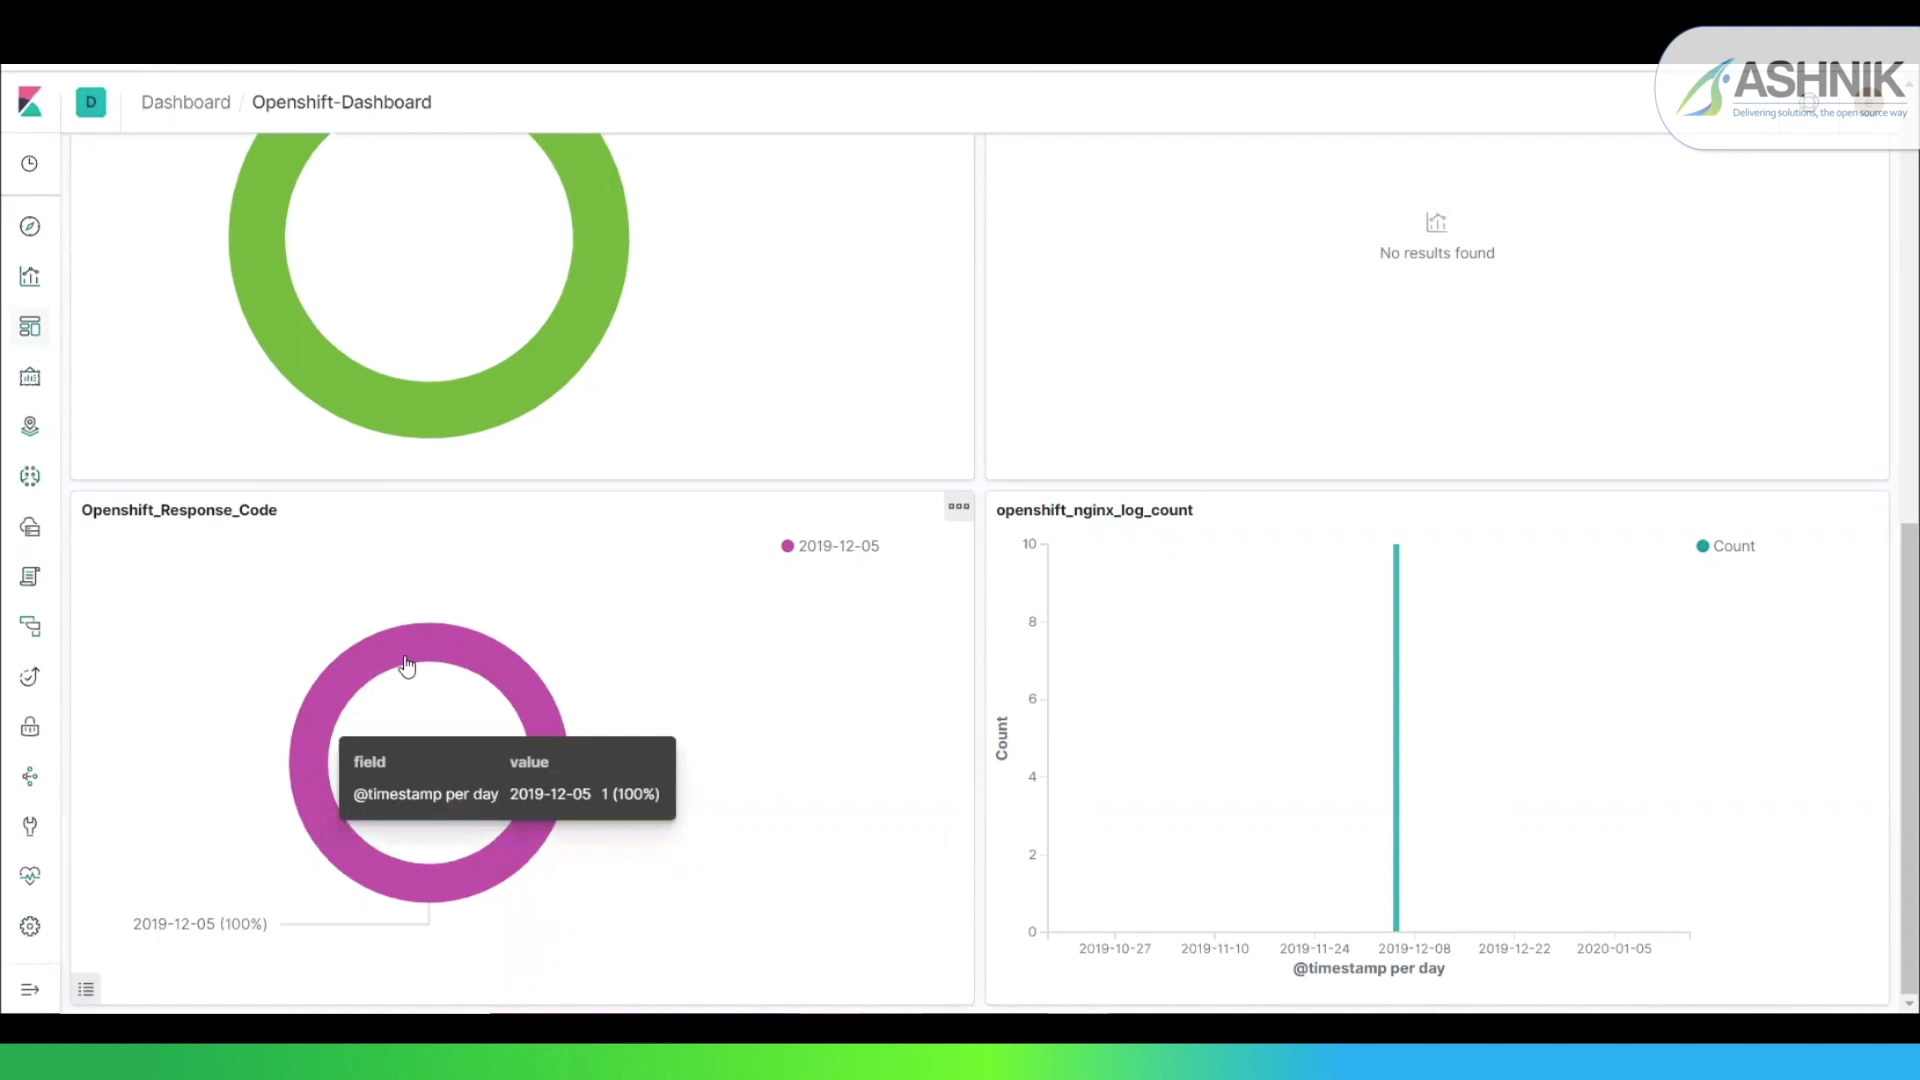 ASHNIK
Delivering solutions, the open source way
D
Dashboard / Openshift-Dashboard
No results found
Openshift_Response_Code
2019-12-05
field value
@timestamp per day 2019-12-05 1 (100%)
2019-12-05 (100%)
openshift_nginx_log_count
Count
10
8
6
4
2
0
Count
2019-10-27 2019-11-10 2019-11-24 2019-12-08 2019-12-22 2020-01-05
@timestamp per day